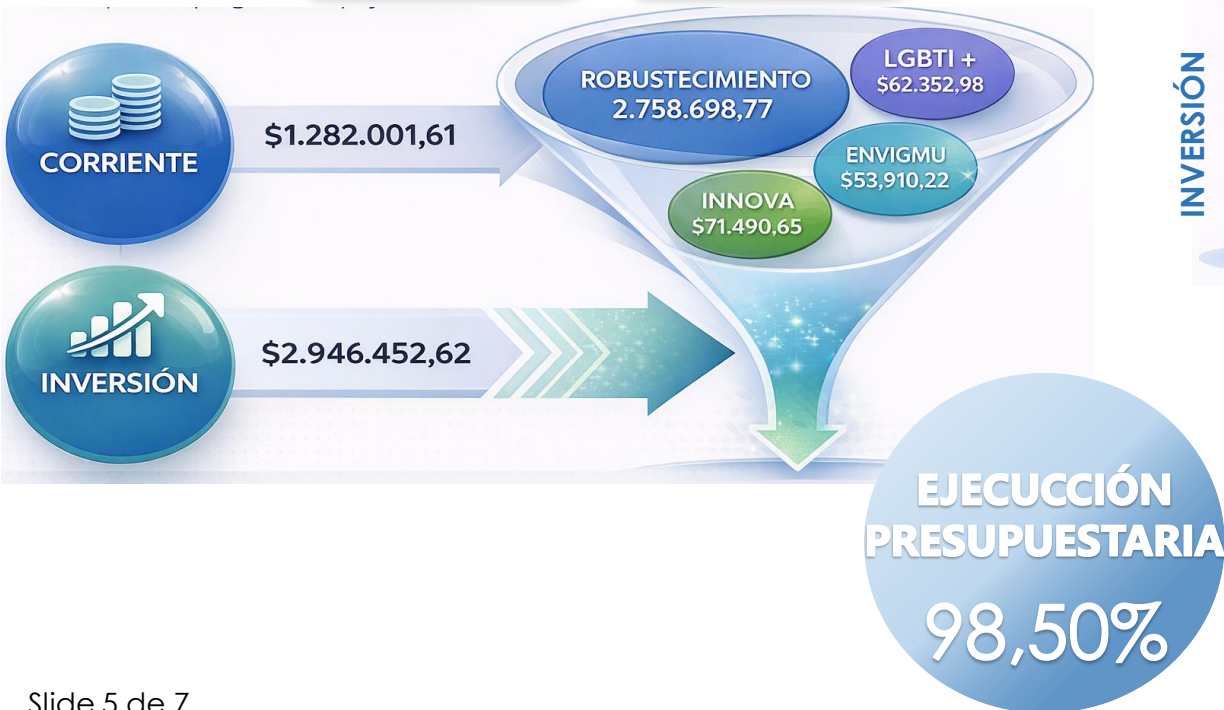 CORRIENTE
$1.282.001,61
INVERSIÓN
$2.946.452,62
ROBUSTECIMIENTO
2.758.698,77
LGBTI +
$62.352,98
ENVIGMU
$53,910,22
INNOVA
$71.490,65
INVERSIÓN
EJECUCCIÓN
PRESUPUESTARIA
98,50%
Slide 5 de 7